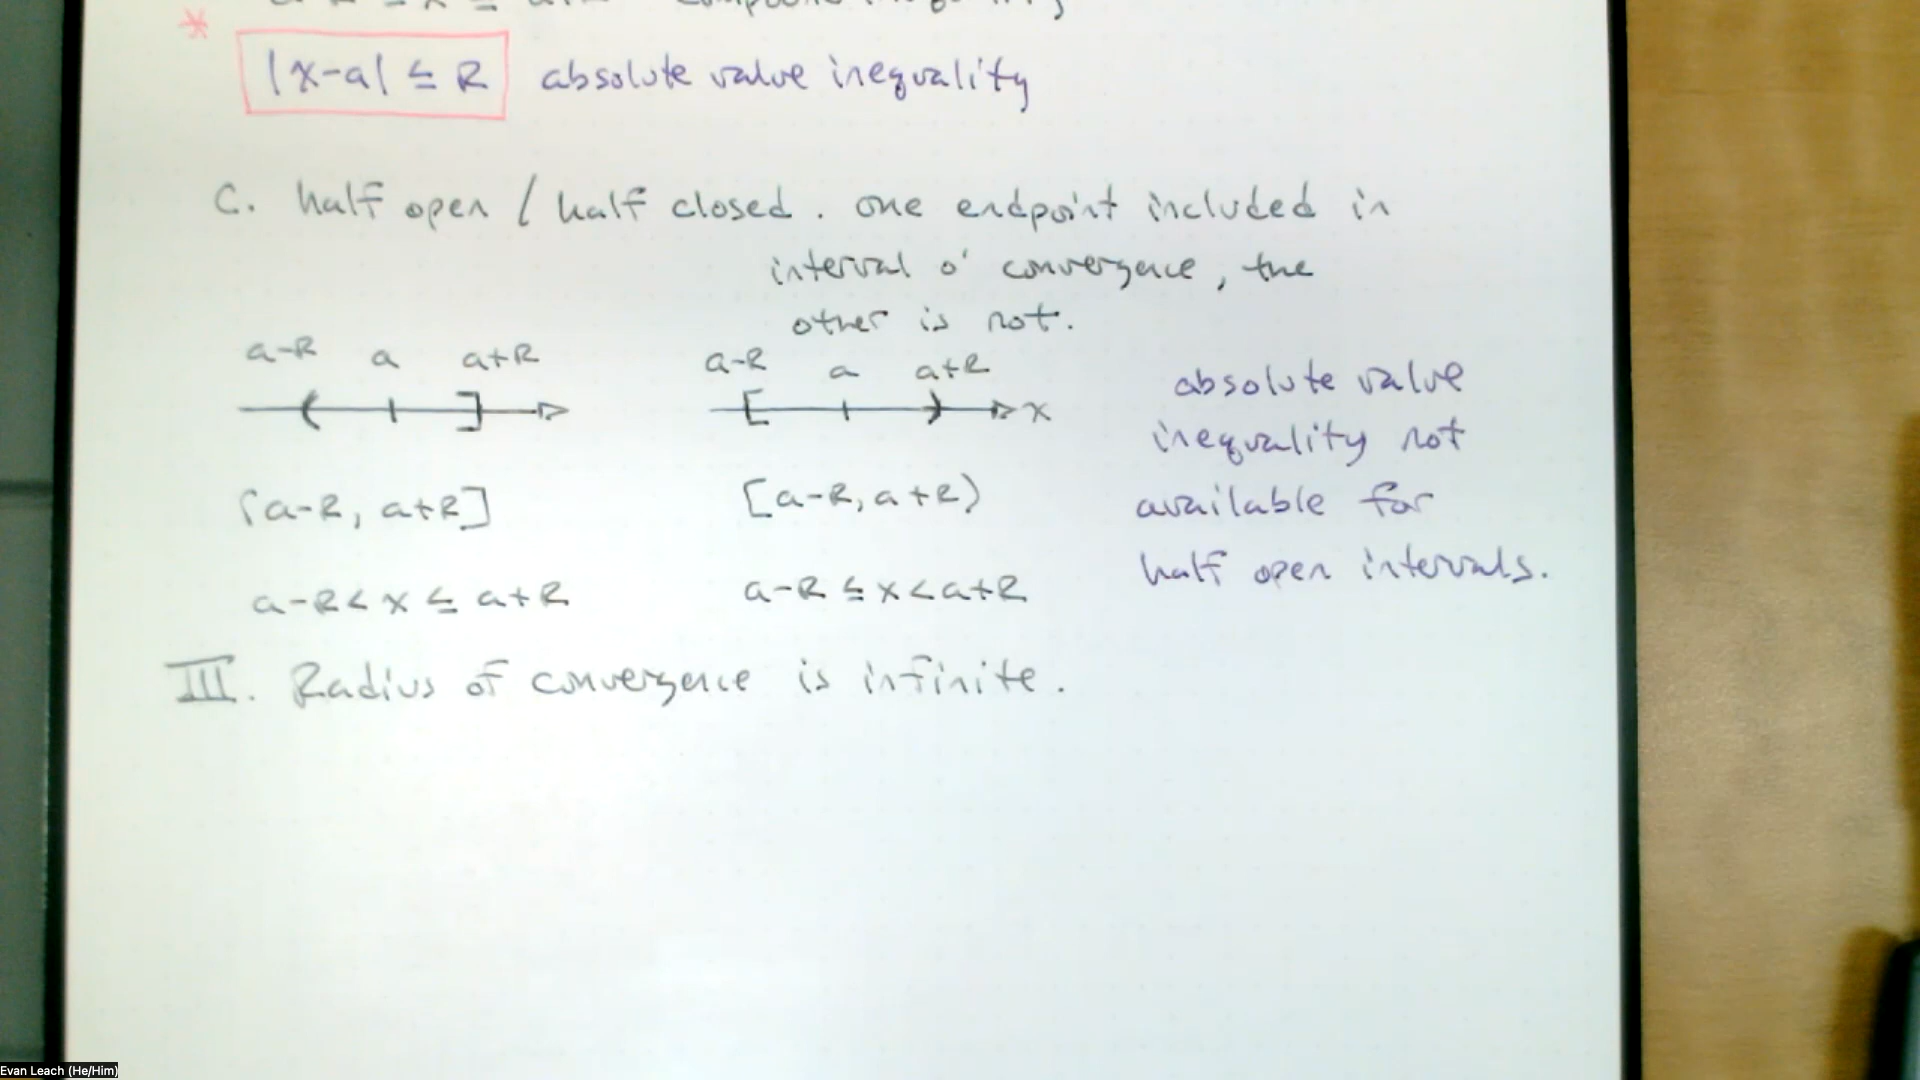 |x-a| ≤ R absolute value inequality
C. half open / half closed. one endpoint included in
interval o' convergence, the
other is not.
a-R a a+R
a-R a a+R
x
(a-R, a+R]
[a-R, a+R)
a-R < x ≤ a+R
a-R ≤ x < a+R
absolute value
inequality not
available for
half open intervals.
III. Radius of convergence is infinite.
Evan Leach (He/Him)